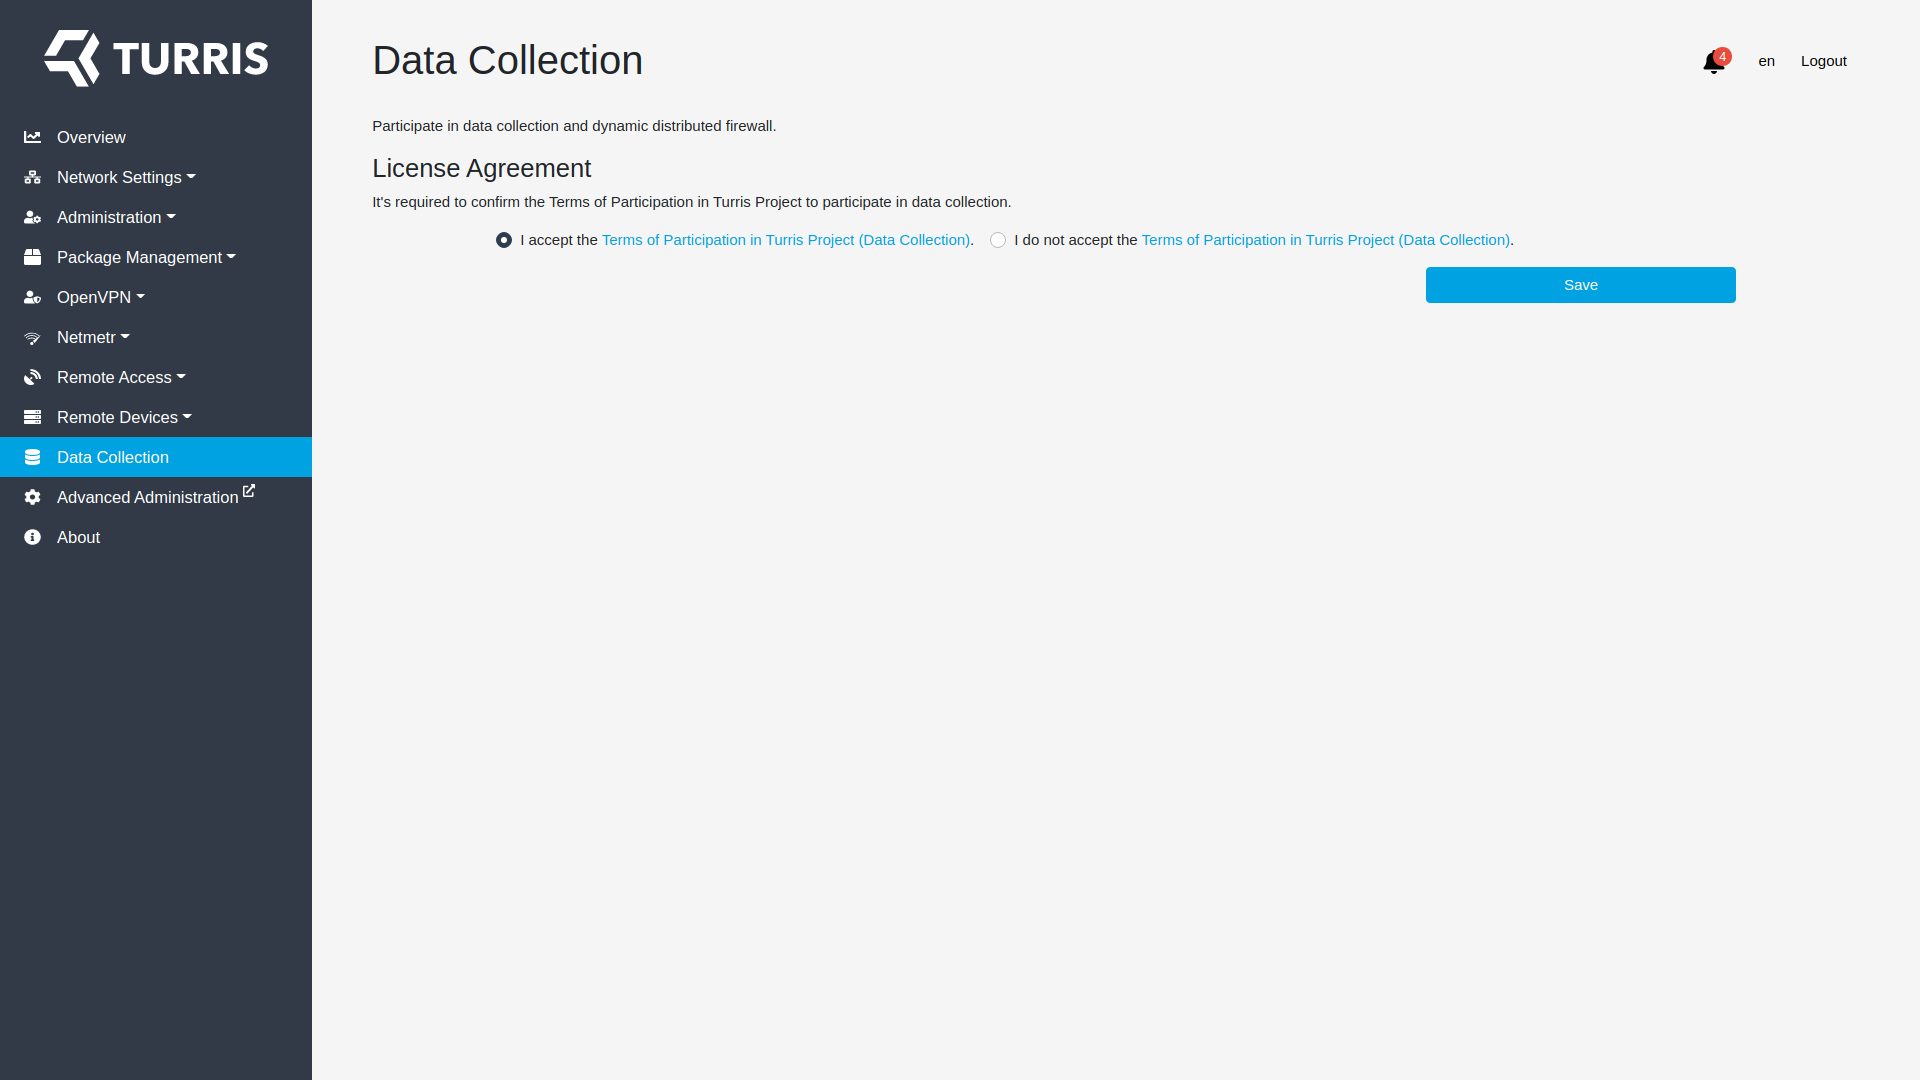 TURRIS
Overview
Network Settings
Administration
Package Management
OpenVPN
Netmetr
Remote Access
Remote Devices
Data Collection
Advanced Administration
About
Data Collection
4
en
Logout
Participate in data collection and dynamic distributed firewall.
License Agreement
It's required to confirm the Terms of Participation in Turris Project to participate in data collection.
I accept the Terms of Participation in Turris Project (Data Collection). I do not accept the Terms of Participation in Turris Project (Data Collection).
Save